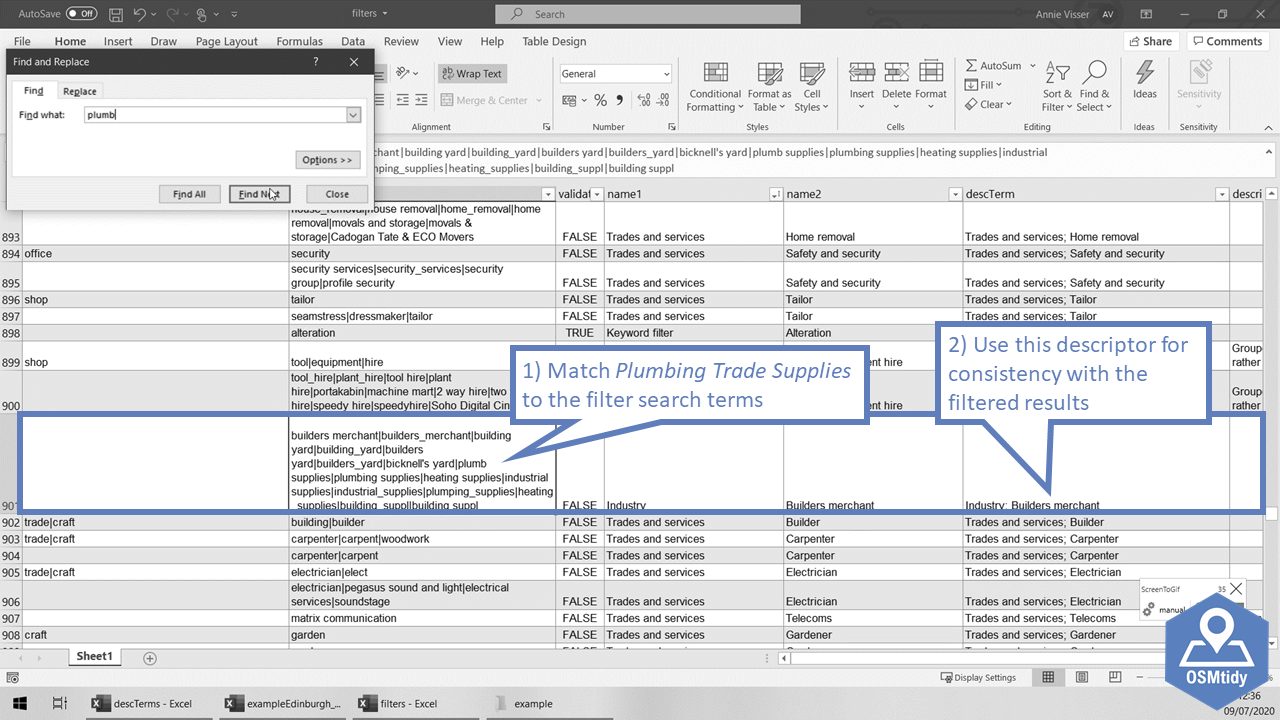 AutoSave Off filters Search Annie Visser AV
File Home Insert Draw Page Layout Formulas Data Review View Help Table Design Share Comments
Find and Replace ? ×
Find Replace
Find what: plumb
Options >>
Find All Find Next Close
Wrap Text
Merge & Center
Alignment
General
% ,
Number
Conditional Formatting
Format as Table
Cell Styles
Styles
Insert Delete Format
Cells
AutoSum
Fill
Clear
Sort & Filter
Find & Select
Editing
Ideas
Ideas
Sensitivity
Sensitivity
chant|building yard|building_yard|builders yard|builders_yard|bicknell's yard|plumb supplies|plumbing supplies|heating supplies|industrial
mping_supplies|heating_supplies|building_suppl|building suppl
validat name1 name2 descTerm descri
house_removal|house removal|home_removal|home
removal|movals and storage|movals &
893 storage|Cadogan Tate & ECO Movers FALSE Trades and services Home removal Trades and services; Home removal
894 office security FALSE Trades and services Safety and security Trades and services; Safety and security
security services|security_services|security
895 group|profile security FALSE Trades and services Safety and security Trades and services; Safety and security
896 shop tailor FALSE Trades and services Tailor Trades and services; Tailor
897 seamstress|dressmaker|tailor FALSE Trades and services Tailor Trades and services; Tailor
898 alteration TRUE Keyword filter Alteration
Group
899 shop tool|equipment|hire ent hire rather
tool_hire|plant_hire|tool hire|plant
hire|portakabin|machine mart|2 way hire|two Group
900 hire|speedy hire|speedyhire|Soho Digital Cin ent hire rather
1) Match Plumbing Trade Supplies
to the filter search terms
2) Use this descriptor for
consistency with the
filtered results
builders merchant|builders_merchant|building
yard|building_yard|builders
yard|builders_yard|bicknell's yard|plumb
supplies|plumbing supplies|heating supplies|industrial
supplies|industrial_supplies|plumping_supplies|heating
901 _supplies|building_suppl|building suppl FALSE Industry Builders merchant Industry; Builders merchant
902 trade|craft building|builder FALSE Trades and services Builder Trades and services; Builder
903 trade|craft carpenter|carpent|woodwork FALSE Trades and services Carpenter Trades and services; Carpenter
904 carpenter|carpent FALSE Trades and services Carpenter Trades and services; Carpenter
905 trade|craft electrician|elect FALSE Trades and services Electrician Trades and services; Electrician
electrician|pegasus sound and light|electrical
906 services|soundstage FALSE Trades and services Electrician Trades and services; Electrician
907 matrix communication FALSE Trades and services Telecoms Trades and services; Telecoms
908 craft garden FALSE Trades and services Gardener Trades and services; Gardener
ScreenToGif 35
manual
Sheet1
Display Settings
OSMtidy
descTerms - Excel exampleEdinburgh_... filters - Excel example
12:36
09/07/2020